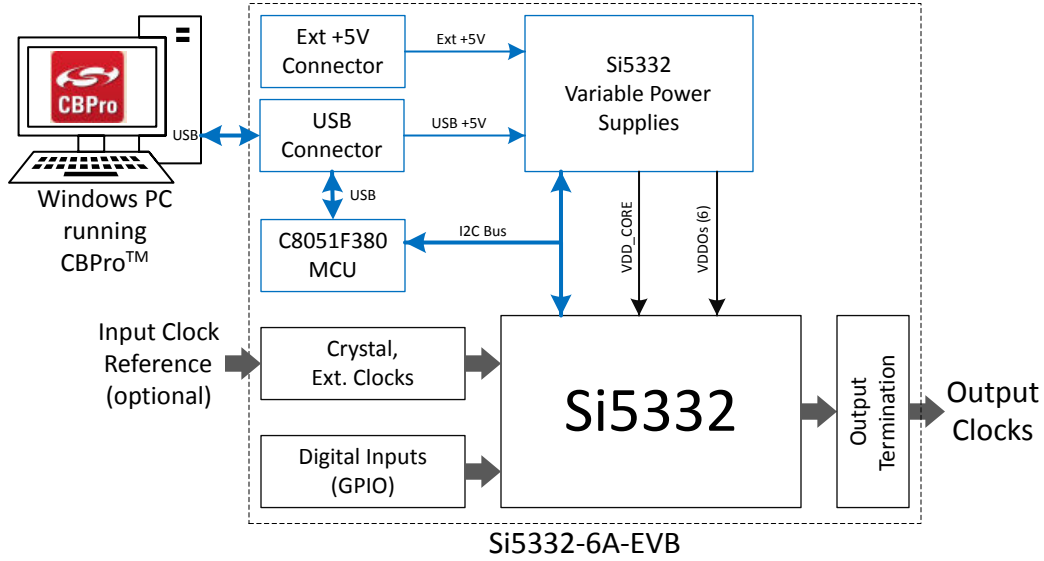 CBPro
USB
Windows PC
running
CBPro™
Ext +5V
Connector
Ext +5V
USB
Connector
USB +5V
Si5332
Variable Power
Supplies
USB
C8051F380
MCU
I2C Bus
VDD_CORE
VDDOs (6)
Input Clock
Reference
(optional)
Crystal,
Ext. Clocks
Digital Inputs
(GPIO)
Si5332
Output
Termination
Output
Clocks
Si5332-6A-EVB